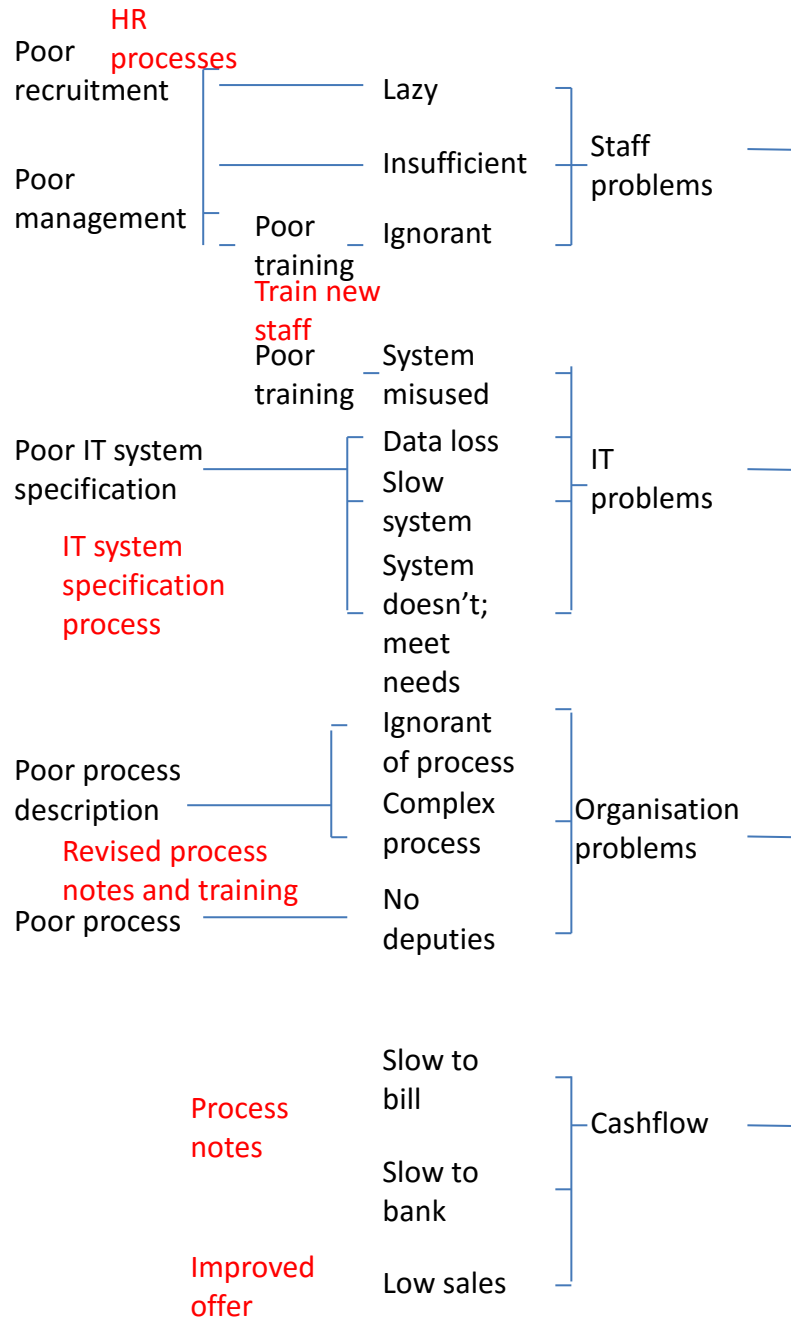 HR
processes
Poor
recruitment
Lazy
Insufficient
Staff
problems
Poor
management
Poor
training
Ignorant
Train new
staff
Poor
training
System
misused
Poor IT system
specification
Data loss
Slow
system
IT
problems
IT system
specification
process
System
doesn’t;
meet
needs
Ignorant
of process
Poor process
description
Complex
process
Organisation
problems
Revised process
notes and training
Poor process
No
deputies
Slow to
bill
Process
notes
Cashflow
Slow to
bank
Improved
offer
Low sales